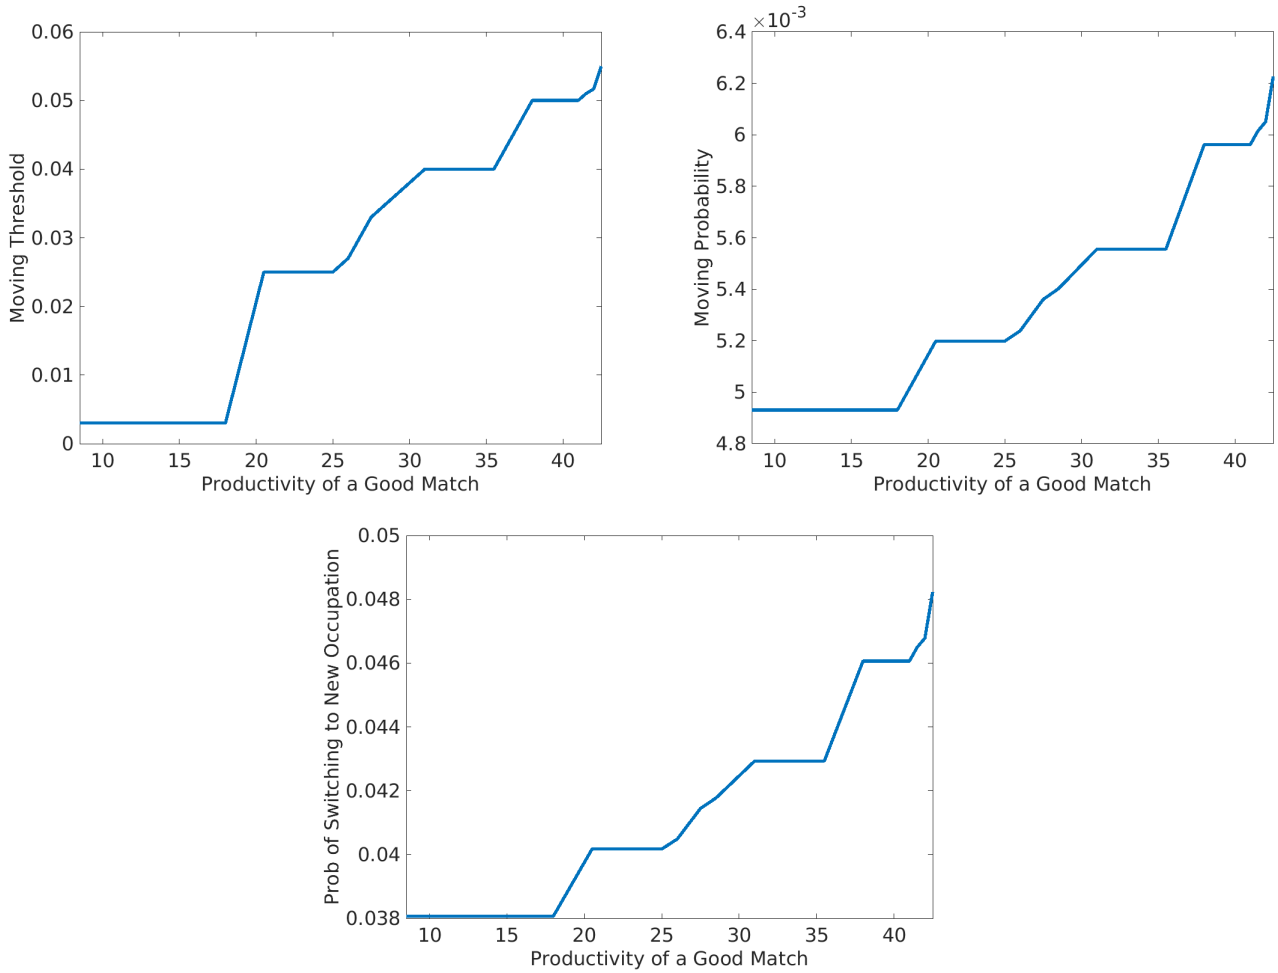 0.06
0.05
0.04
0.03
0.02
0.01
0
Moving Threshold
10 15 20 25 30 35 40
Productivity of a Good Match
×10-3
6.4
6.2
6
5.8
5.6
5.4
5.2
5
4.8
Moving Probability
10 15 20 25 30 35 40
Productivity of a Good Match
0.05
0.048
0.046
0.044
0.042
0.04
0.038
Prob of Switching to New Occupation
10 15 20 25 30 35 40
Productivity of a Good Match